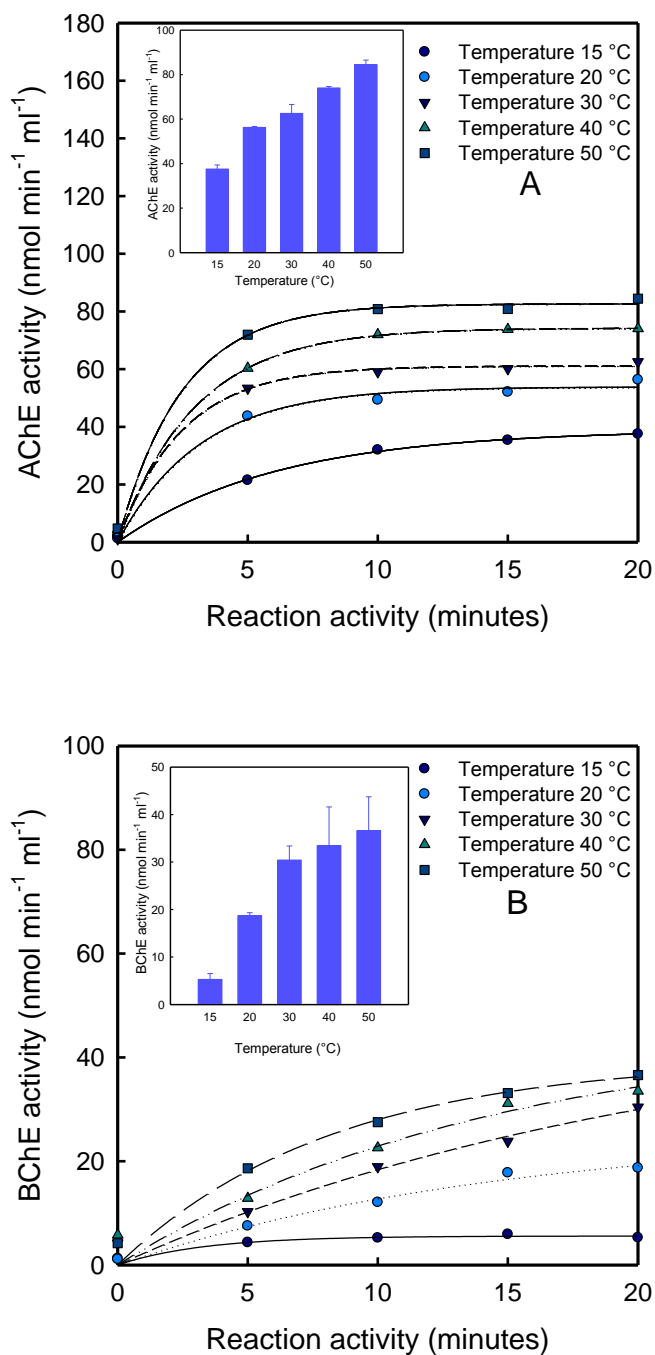 180
160
140
120
100
80
60
40
20
0
AChE activity (nmol min⁻¹ ml⁻¹)
100
80
60
40
20
0
AChE activity (nmol min⁻¹ ml⁻¹)
15 20 30 40 50
Temperature (°C)
Temperature 15 °C
Temperature 20 °C
Temperature 30 °C
Temperature 40 °C
Temperature 50 °C
A
0 5 10 15 20
Reaction activity (minutes)
100
80
60
40
20
0
BChE activity (nmol min⁻¹ ml⁻¹)
50
40
30
20
10
0
BChE activity (nmol min⁻¹ ml⁻¹)
15 20 30 40 50
Temperature (°C)
Temperature 15 °C
Temperature 20 °C
Temperature 30 °C
Temperature 40 °C
Temperature 50 °C
B
0 5 10 15 20
Reaction activity (minutes)